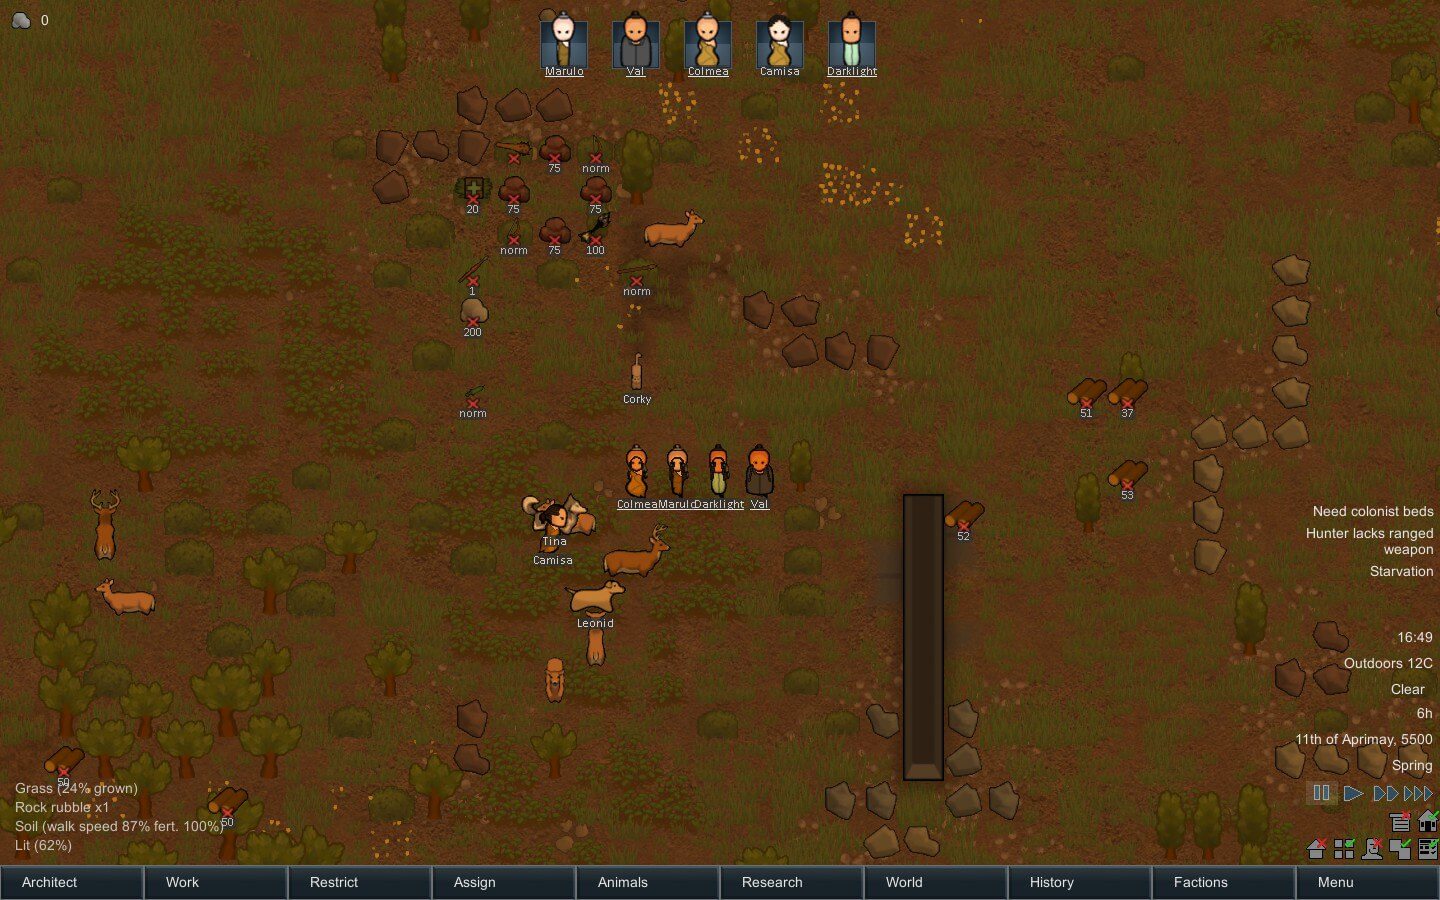 0
Marulo
Val
Colmea
Camisa
Darklight
75
norm
20
75
75
norm
75
100
1
norm
200
Corky
norm
51
37
53
52
Colmea
Marulo
Darklight
Val
Tina
Camisa
Leonid
Need colonist beds
Hunter lacks ranged
weapon
Starvation
16:49
Outdoors 12C
Clear
6h
11th of Aprimay, 5500
Spring
59
Grass (24% grown)
Rock rubble x1
Soil (walk speed 87% fert. 100%)
50
Lit (62%)
Architect
Work
Restrict
Assign
Animals
Research
World
History
Factions
Menu